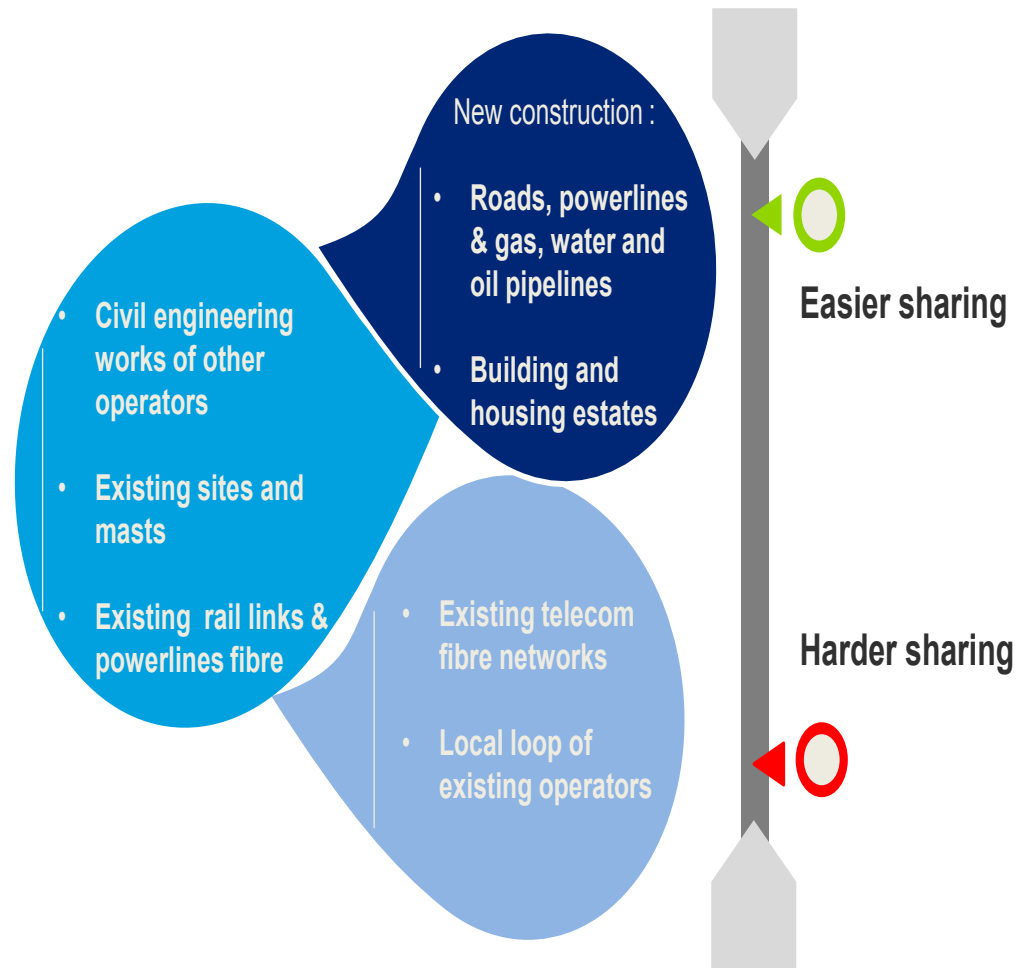 New construction :
• Roads, powerlines
& gas, water and
oil pipelines
• Building and
housing estates
• Civil engineering
works of other
operators
• Existing sites and
masts
• Existing  rail links &
powerlines fibre
• Existing telecom
fibre networks
• Local loop of
existing operators
Easier sharing
Harder sharing